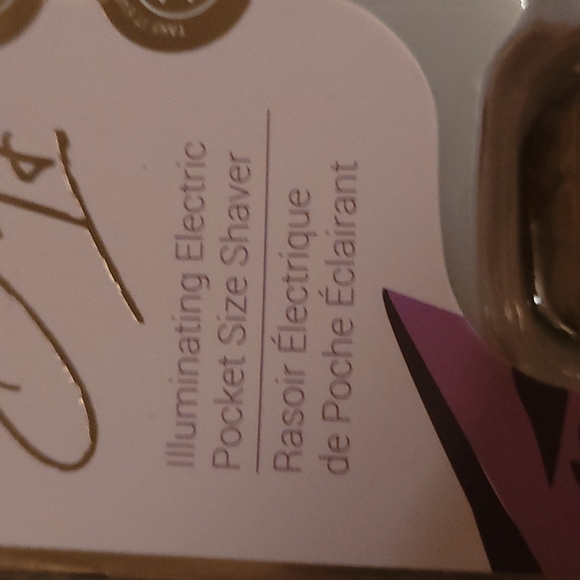 Illuminating Electric
Pocket Size Shaver
Rasoir Électrique
de Poche Éclairant